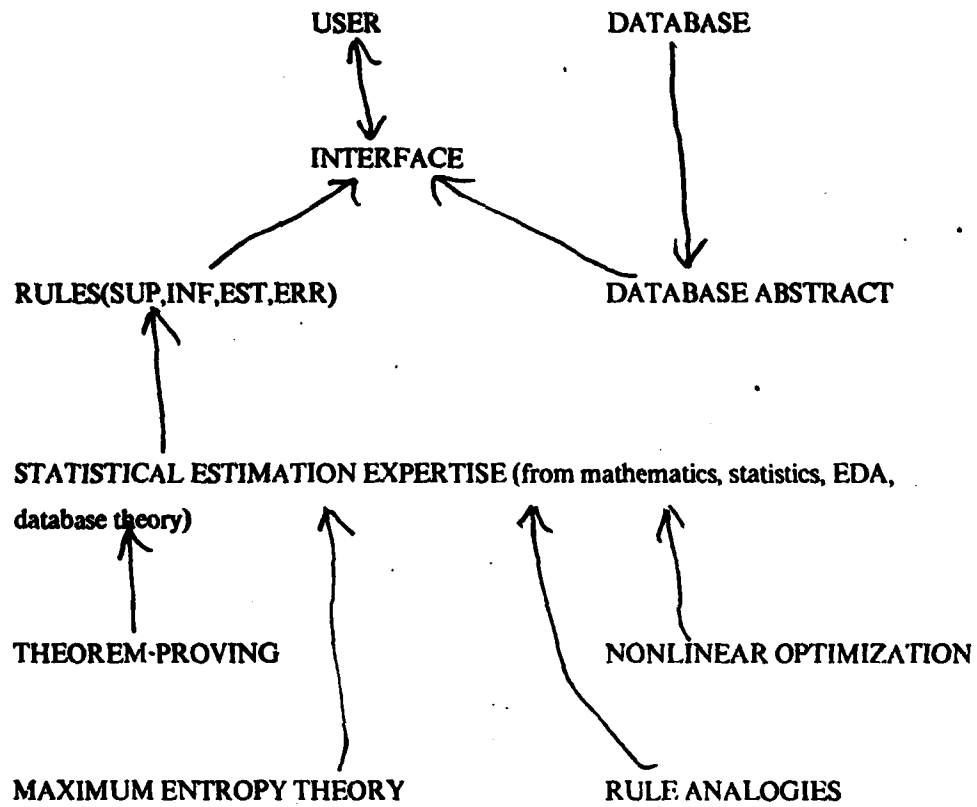 USER DATABASE
INTERFACE
RULES(SUP,INF,EST,ERR) DATABASE ABSTRACT
STATISTICAL ESTIMATION EXPERTISE (from mathematics, statistics, EDA,
database theory)
THEOREM-PROVING NONLINEAR OPTIMIZATION
MAXIMUM ENTROPY THEORY RULE ANALOGIES